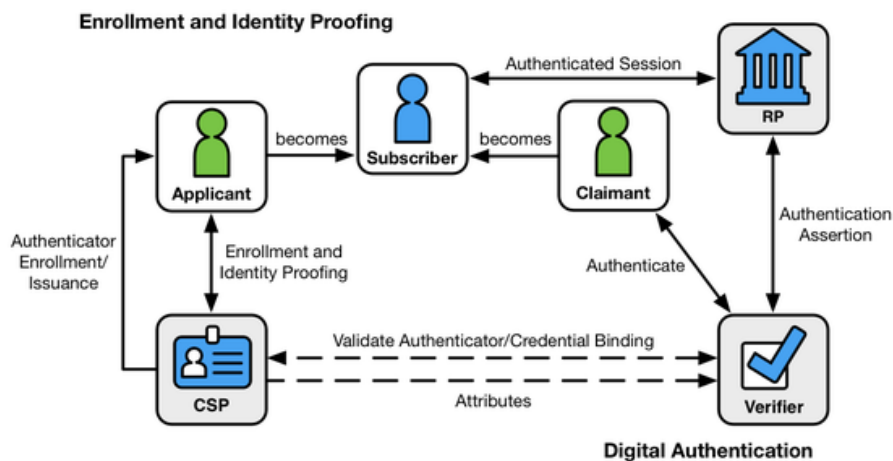 Enrollment and Identity Proofing
Authenticated Session
RP
becomes
Subscriber
becomes
Applicant
Claimant
Authenticator
Enrollment/
Issuance
Enrollment and
Identity Proofing
Authenticate
Authentication
Assertion
Validate Authenticator/Credential Binding
CSP
Attributes
Verifier
Digital Authentication